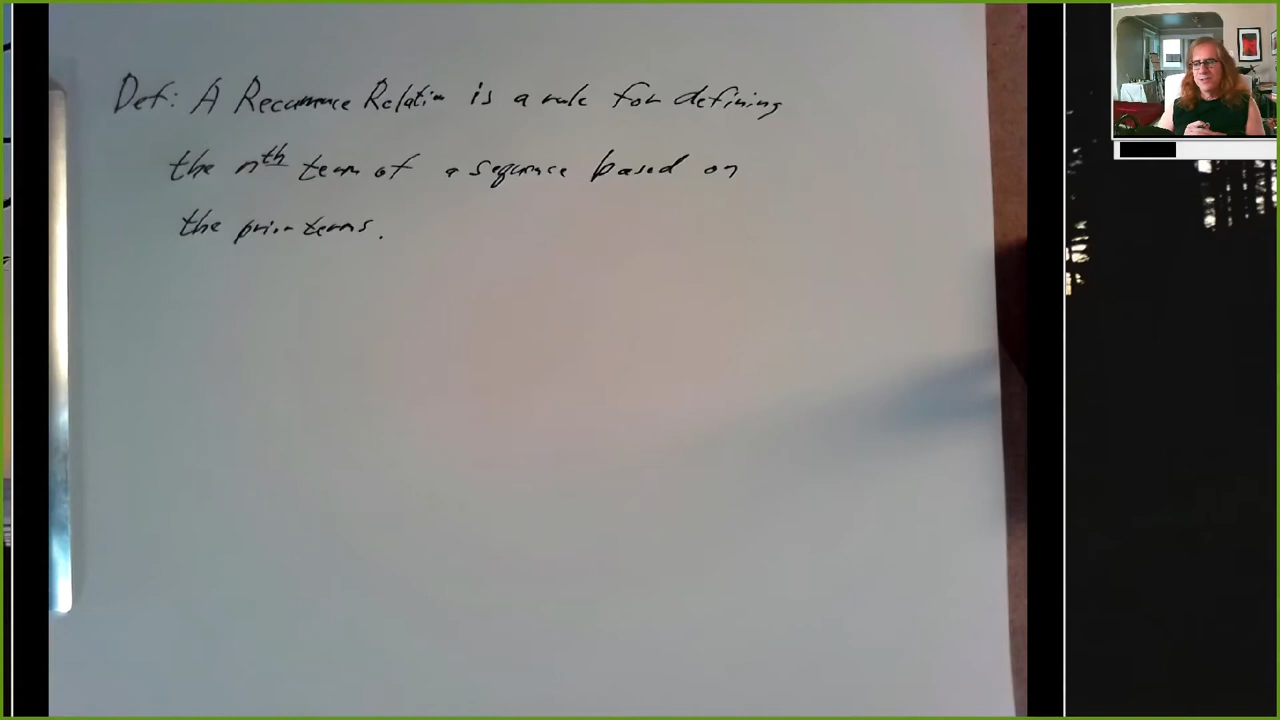 Def: A Recurrence Relation is a rule for defining
the nth term of a sequence based on
the prior terms.